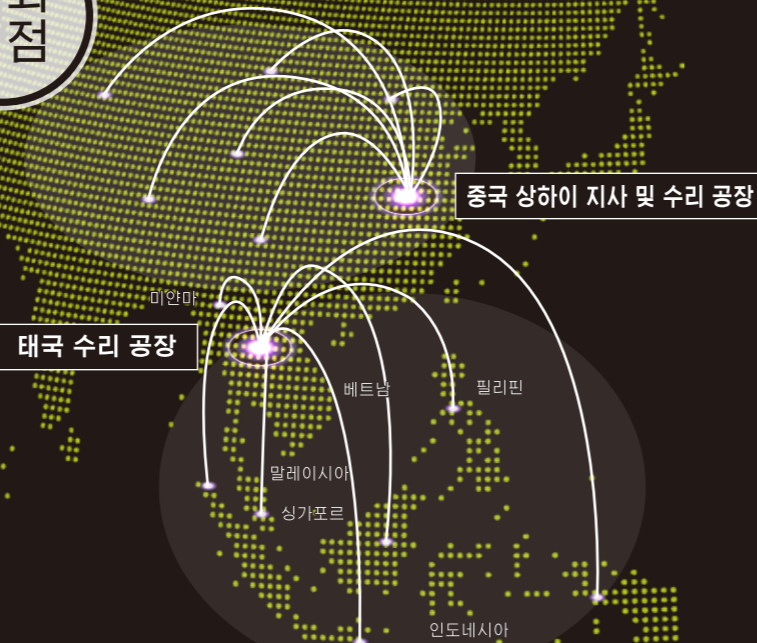 점
중국 상하이 지사 및 수리 공장
미얀마
태국 수리 공장
베트남
필리핀
말레이시아
싱가포르
인도네시아